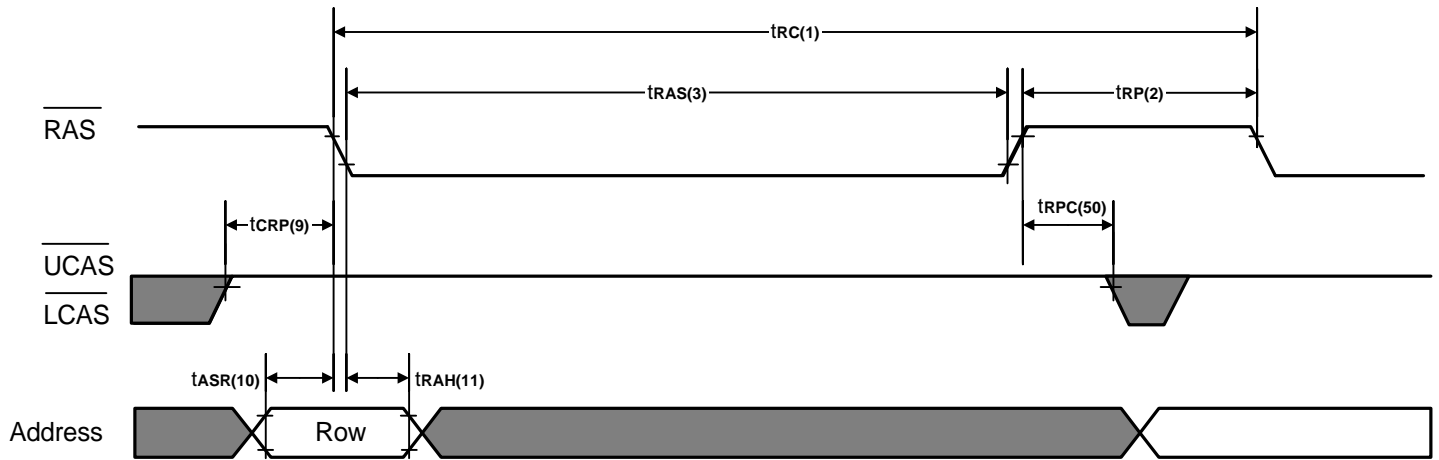 tRC(1)
tRAS(3)
tRP(2)
RAS
tCRP(9)
tRPC(50)
UCAS
LCAS
tASR(10)
tRAH(11)
Address
Row